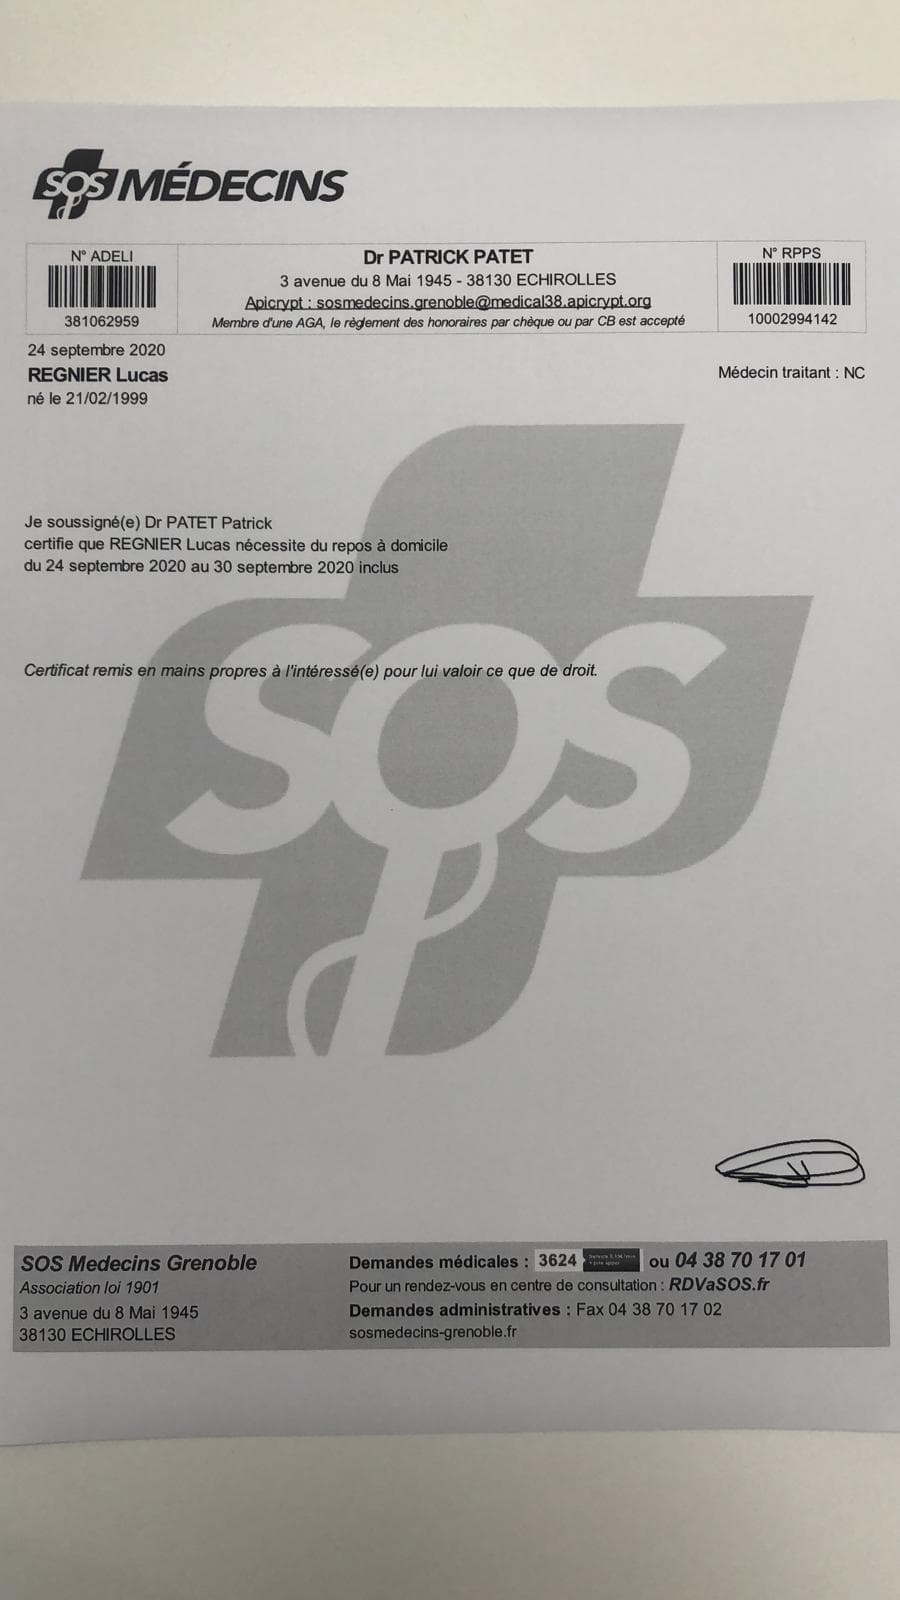 SOS MÉDECINS
N° ADELI
381062959
Dr PATRICK PATET
3 avenue du 8 Mai 1945 - 38130 ECHIROLLES
Apicrypt : sosmedecins.grenoble@medical38.apicrypt.org
Membre d'une AGA, le règlement des honoraires par chèque ou par CB est accepté
N° RPPS
10002994142
24 septembre 2020
REGNIER Lucas
né le 21/02/1999
Médecin traitant : NC
Je soussigné(e) Dr PATET Patrick
certifie que REGNIER Lucas nécessite du repos à domicile
du 24 septembre 2020 au 30 septembre 2020 inclus
Certificat remis en mains propres à l'intéressé(e) pour lui valoir ce que de droit.
SOS
SOS Medecins Grenoble
Association loi 1901
3 avenue du 8 Mai 1945
38130 ECHIROLLES
Demandes médicales : 3624 ou 04 38 70 17 01
Pour un rendez-vous en centre de consultation : RDVaSOS.fr
Demandes administratives : Fax 04 38 70 17 02
sosmedecins-grenoble.fr